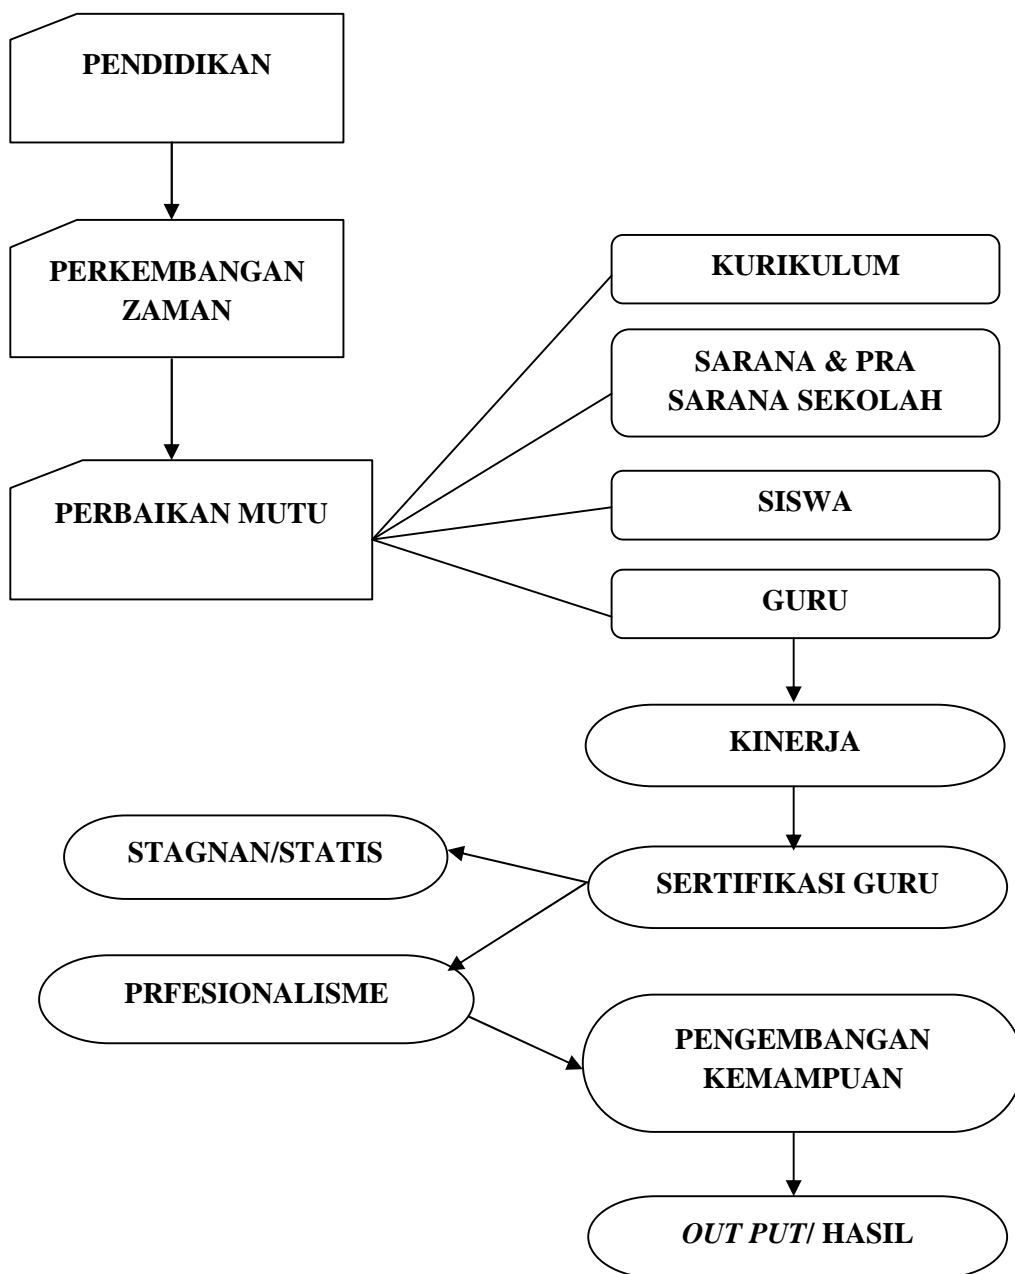 PENDIDIKAN
PERKEMBANGAN
ZAMAN
PERBAIKAN MUTU
KURIKULUM
SARANA & PRA
SARANA SEKOLAH
SISWA
GURU
KINERJA
SERTIFIKASI GURU
STAGNAN/STATIS
PRFESIONALISME
PENGEMBANGAN
KEMAMPUAN
OUT PUT/ HASIL